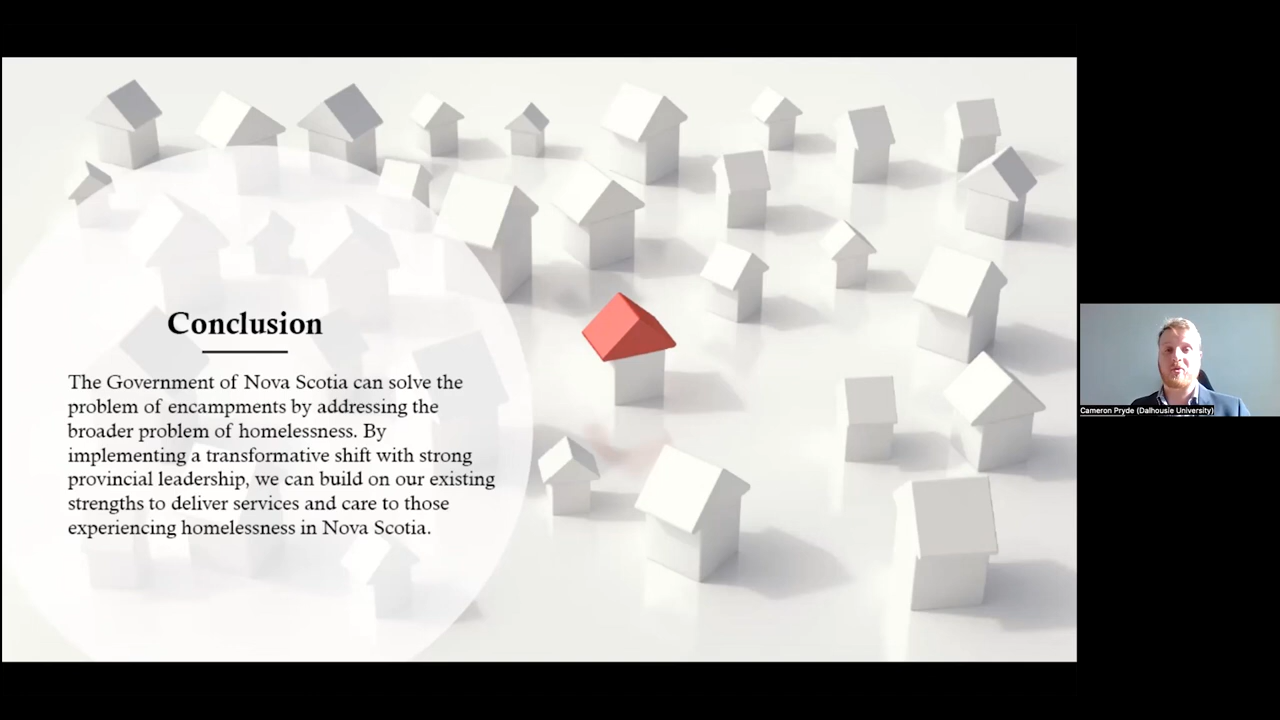 Conclusion
The Government of Nova Scotia can solve the
problem of encampments by addressing the
broader problem of homelessness. By
implementing a transformative shift with strong
provincial leadership, we can build on our existing
strengths to deliver services and care to those
experiencing homelessness in Nova Scotia.
Cameron Pryde (Dalhousie University)